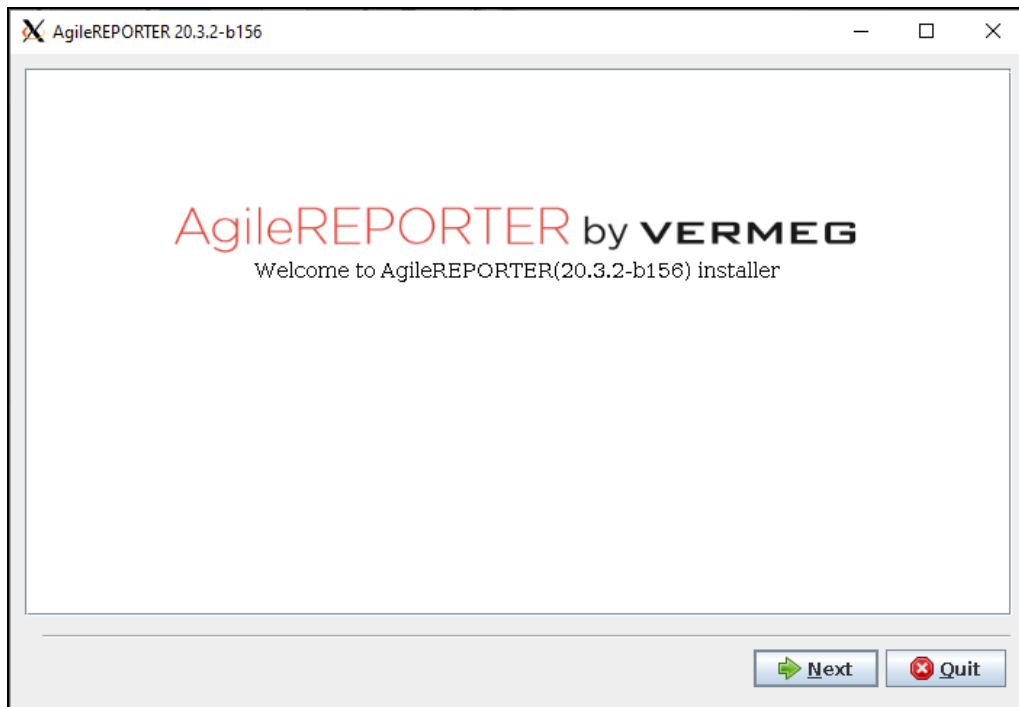 AgileREPORTER 20.3.2-b156
AgileREPORTER by VERMEG
Welcome to AgileREPORTER(20.3.2-b156) installer
Next
Quit